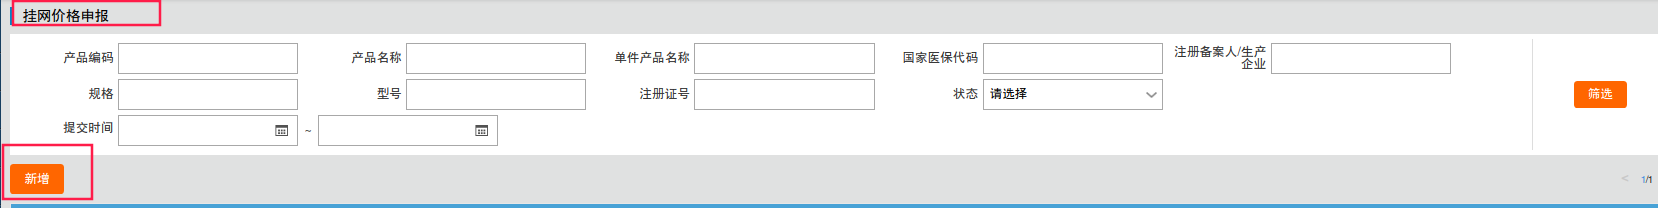 挂网价格申报
产品编码 产品名称 单件产品名称 国家医保代码 注册备案人/生产
企业
规格 型号 注册证号 状态 请选择 筛选
提交时间 ~
新增 < 1/1